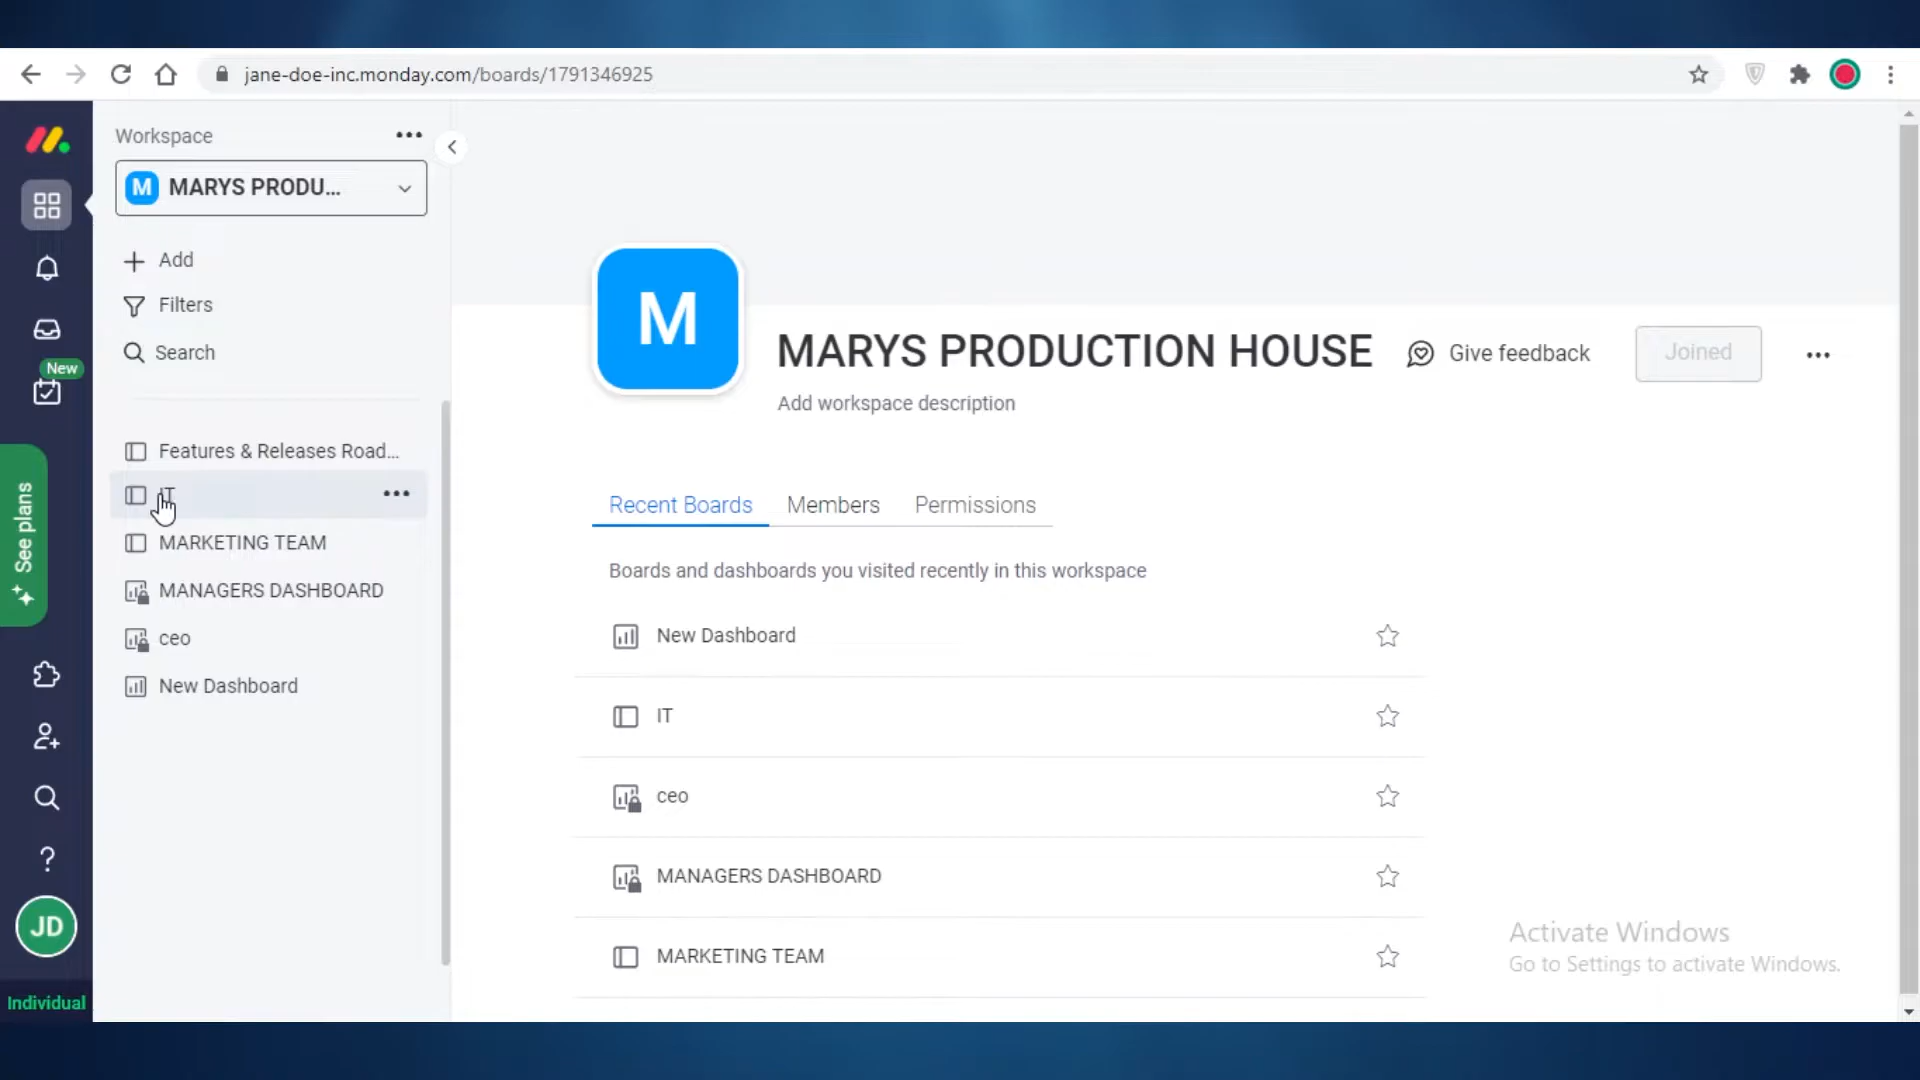 jane-doe-inc.monday.com/boards/1791346925
Workspace
M MARYS PRODU...
Add
Filters
Search
New
See plans
Features & Releases Road...
IT
MARKETING TEAM
MANAGERS DASHBOARD
ceo
New Dashboard
JD
Individual
M
MARYS PRODUCTION HOUSE
Give feedback
Joined
Add workspace description
Recent Boards Members Permissions
Boards and dashboards you visited recently in this workspace
New Dashboard
IT
ceo
MANAGERS DASHBOARD
MARKETING TEAM
Activate Windows
Go to Settings to activate Windows.